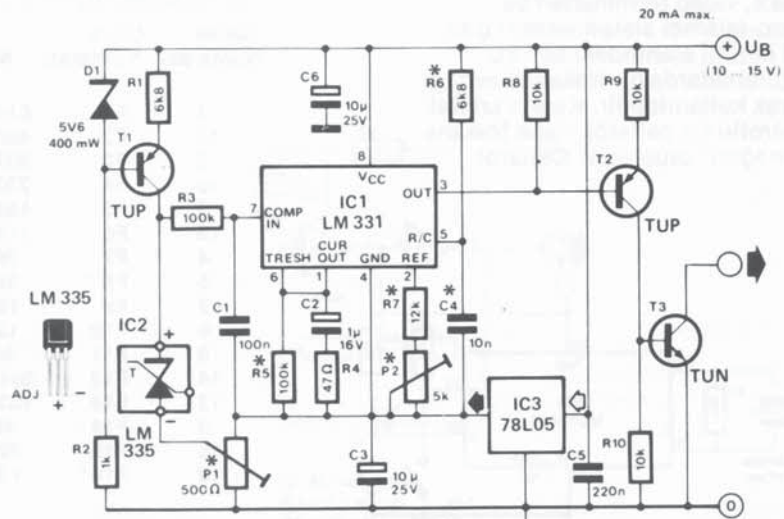 20 mA max.
UB
(10 — 15 V)
D1
5V6
400 mW
R1
6k8
T1
TUP
C6
10µ
25V
*
R6
6k8
R8
10k
R9
10k
T2
TUP
R3
100k
8
VCC
7
COMP
IN
IC1
LM 331
OUT
3
R/C
5
TRESH
CUR
OUT
GND
REF
6
1
4
2
LM 335
ADJ
+
−
IC2
+
T
−
LM
335
C1
100n
*
R5
100k
C2
1µ
16V
R4
47Ω
*
R7
12k
*
P2
5k
*
C4
10n
T3
TUN
R2
1k
*
P1
500Ω
C3
10µ
25V
IC3
78L05
C5
220n
R10
10k
+
0